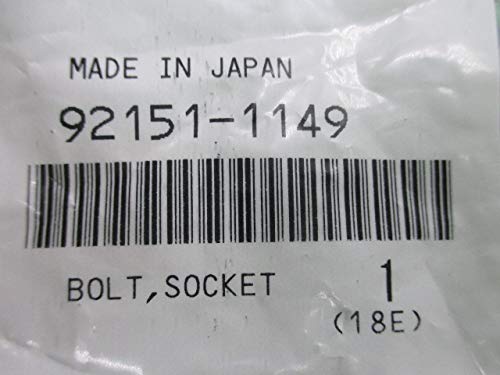 MADE IN JAPAN
92151-1149
BOLT,SOCKET 1
(18E)